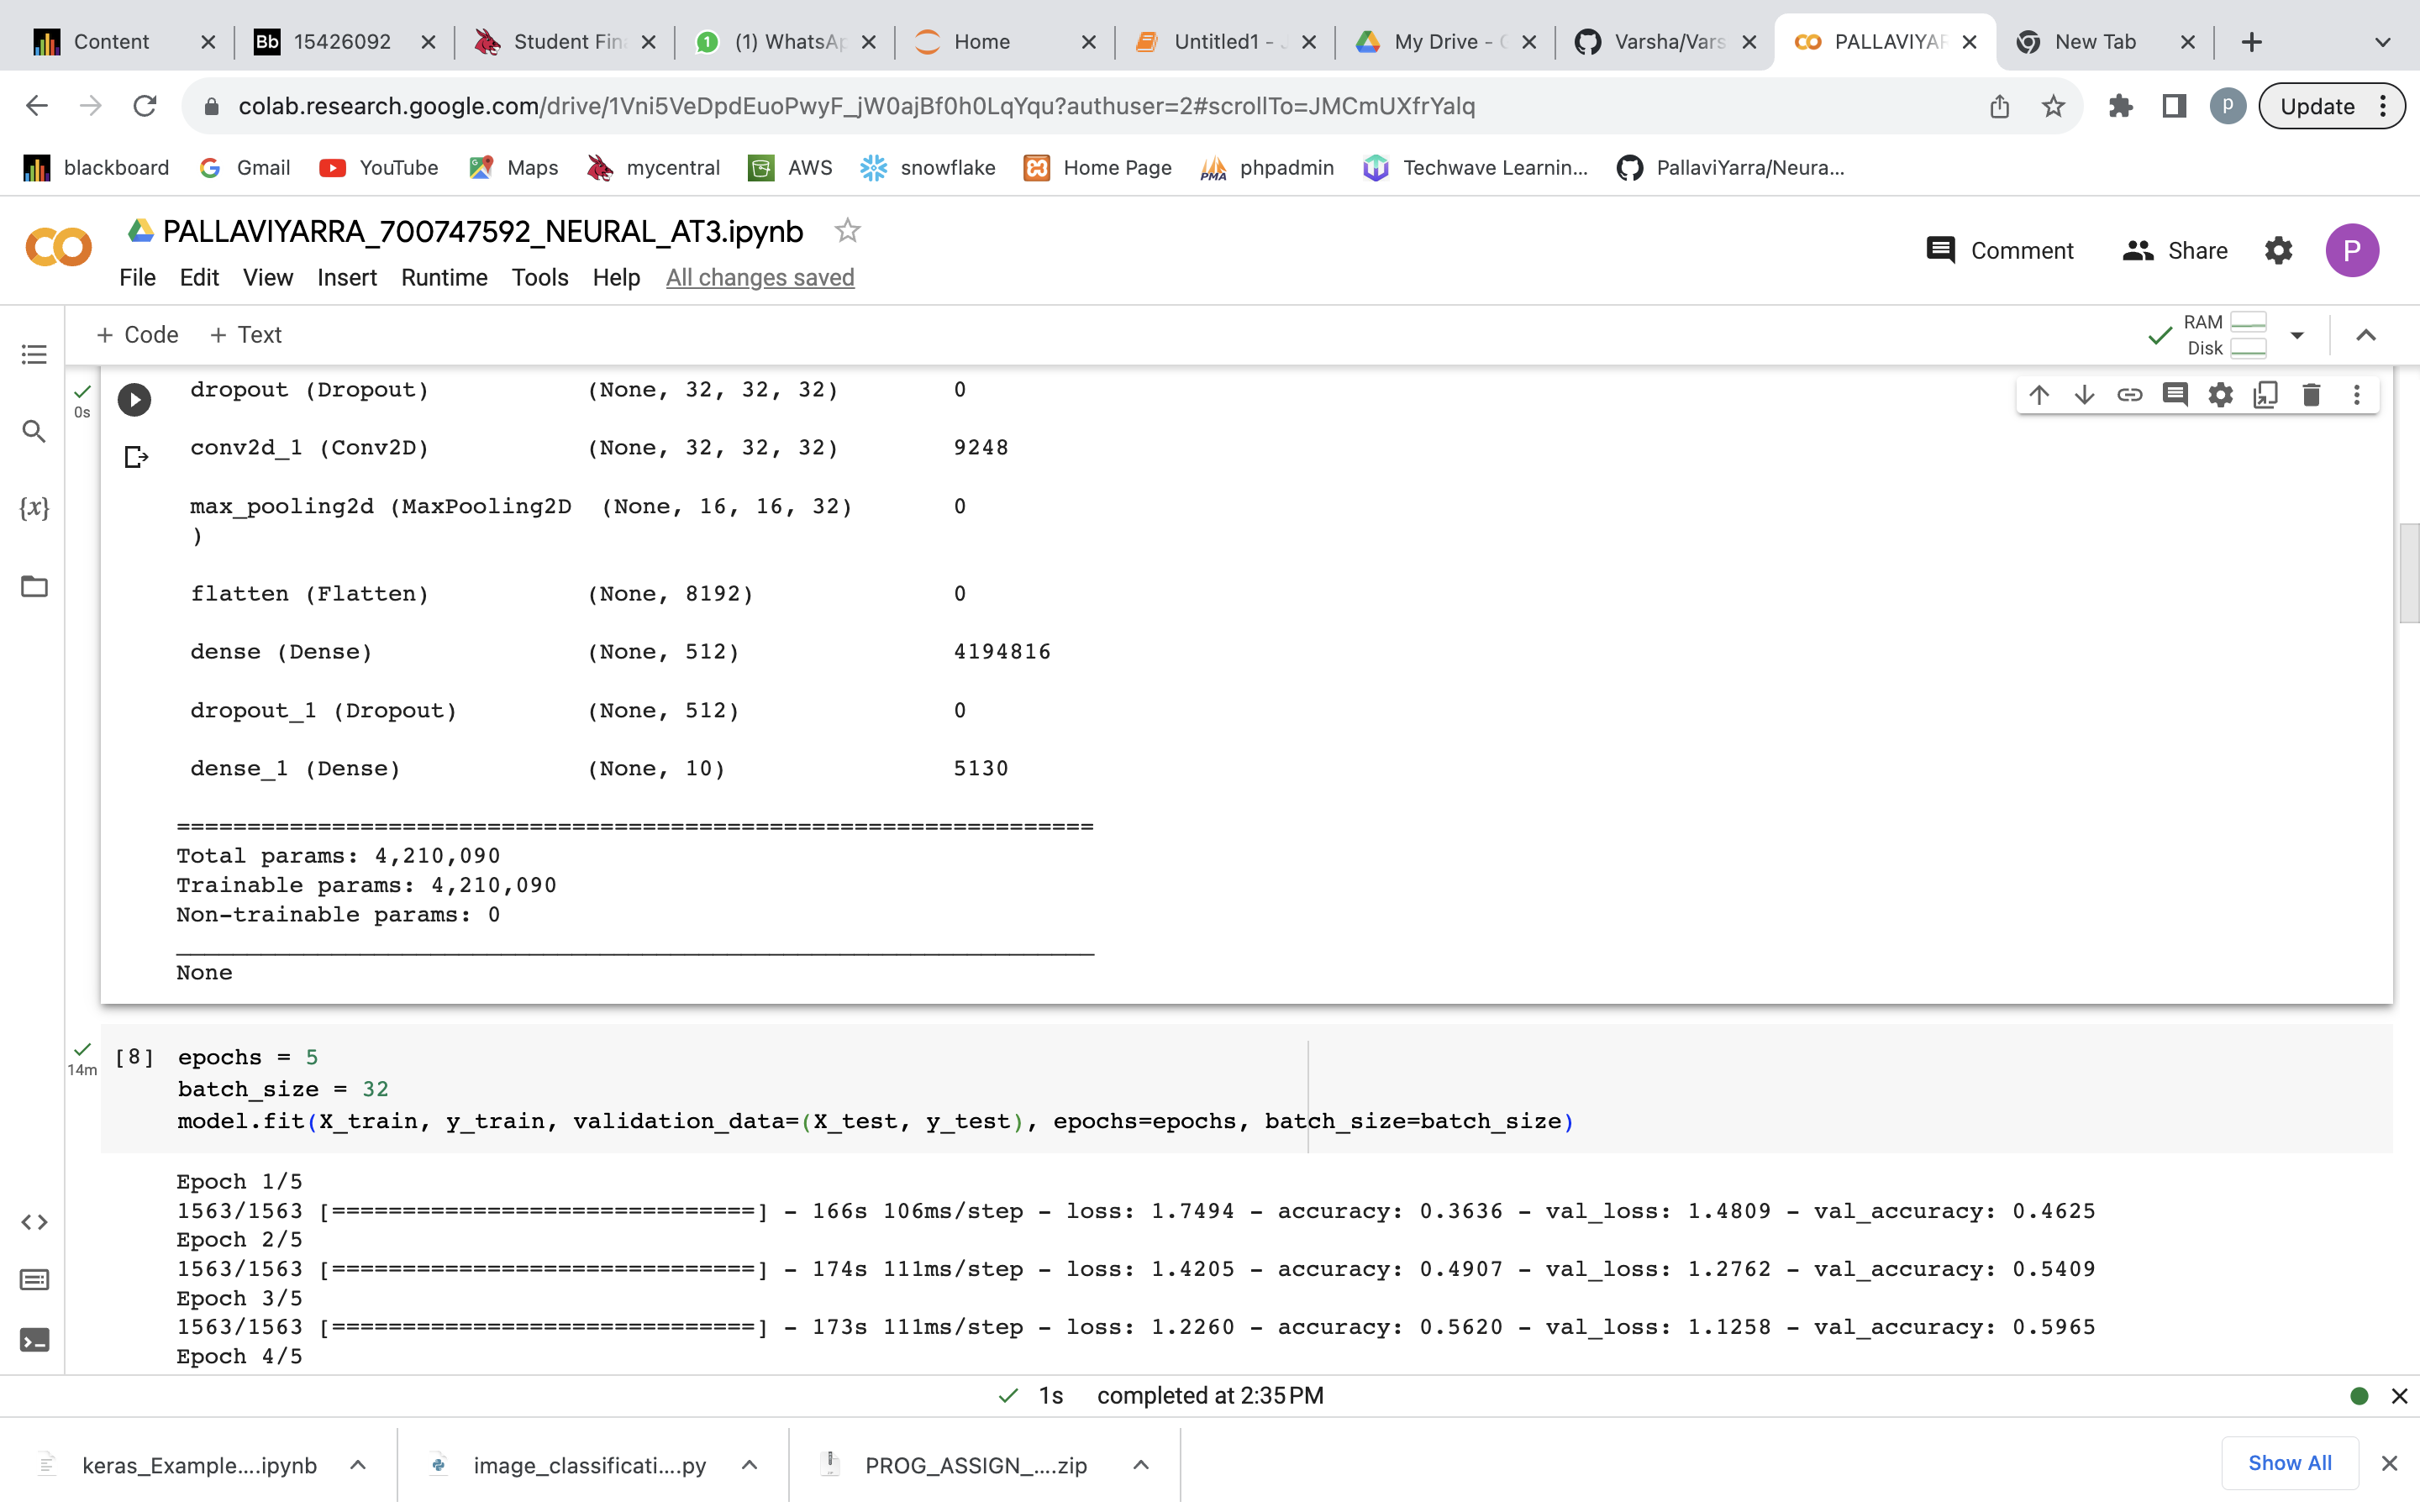 Content
Bb 15426092
Student Fin
(1) WhatsAp
Home
Untitled1 -
My Drive -
Varsha/Vars
PALLAVIYAR
New Tab
colab.research.google.com/drive/1Vni5VeDpdEuoPwyF_jW0ajBf0h0LqYqu?authuser=2#scrollTo=JMCmUXfrYalq
P
Update
blackboard
Gmail
YouTube
Maps
mycentral
AWS
snowflake
Home Page
phpadmin
Techwave Learnin...
PallaviYarra/Neura...
PALLAVIYARRA_700747592_NEURAL_AT3.ipynb
Comment
Share
P
File Edit View Insert Runtime Tools Help All changes saved
+ Code + Text
RAM
Disk
0s
dropout (Dropout) (None, 32, 32, 32) 0
conv2d_1 (Conv2D) (None, 32, 32, 32) 9248
max_pooling2d (MaxPooling2D (None, 16, 16, 32) 0
)
flatten (Flatten) (None, 8192) 0
dense (Dense) (None, 512) 4194816
dropout_1 (Dropout) (None, 512) 0
dense_1 (Dense) (None, 10) 5130
=================================================================
Total params: 4,210,090
Trainable params: 4,210,090
Non-trainable params: 0
_________________________________________________________________
None
14m
[8] epochs = 5
batch_size = 32
model.fit(X_train, y_train, validation_data=(X_test, y_test), epochs=epochs, batch_size=batch_size)
Epoch 1/5
1563/1563 [==============================] - 166s 106ms/step - loss: 1.7494 - accuracy: 0.3636 - val_loss: 1.4809 - val_accuracy: 0.4625
Epoch 2/5
1563/1563 [==============================] - 174s 111ms/step - loss: 1.4205 - accuracy: 0.4907 - val_loss: 1.2762 - val_accuracy: 0.5409
Epoch 3/5
1563/1563 [==============================] - 173s 111ms/step - loss: 1.2260 - accuracy: 0.5620 - val_loss: 1.1258 - val_accuracy: 0.5965
Epoch 4/5
1s completed at 2:35 PM
keras_Example....ipynb
image_classificati....py
PROG_ASSIGN_....zip
Show All